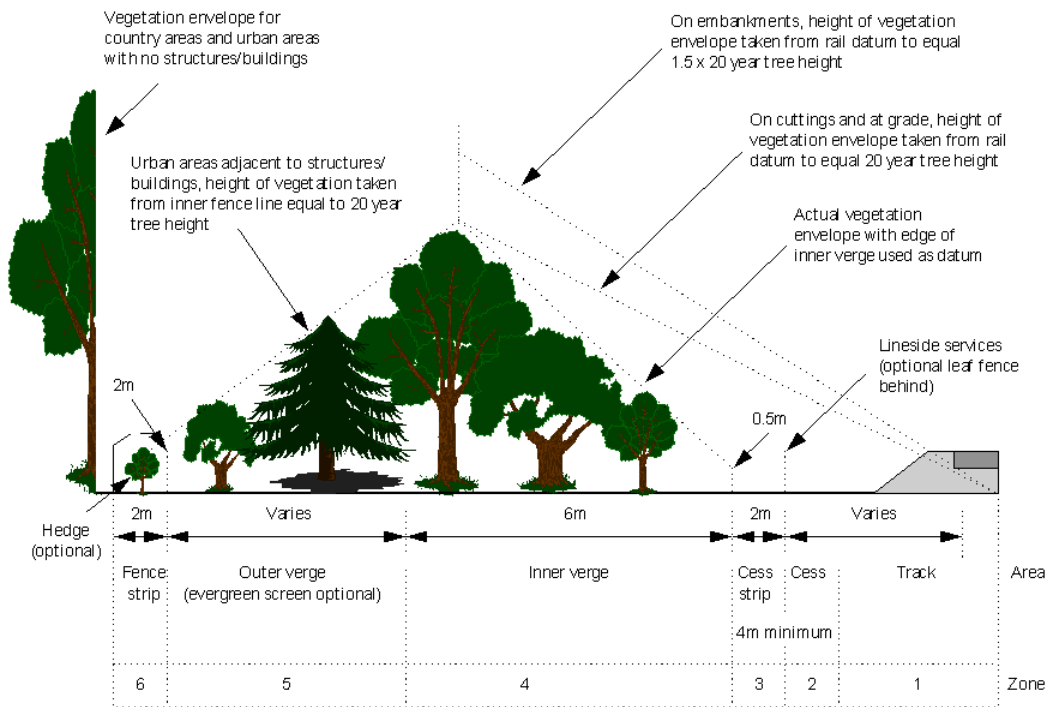 Vegetation envelope for
country areas and urban areas
with no structures/buildings
On embankments, height of vegetation
envelope taken from rail datum to equal
1.5 x 20 year tree height
On cuttings and at grade, height of
vegetation envelope taken from rail
datum to equal 20 year tree height
Urban areas adjacent to structures/
buildings, height of vegetation taken
from inner fence line equal to 20 year
tree height
Actual vegetation
envelope with edge of
inner verge used as datum
Lineside services
(optional leaf fence
behind)
2m
0.5m
Hedge
(optional)
2m
Varies
6m
2m
Varies
Fence
strip
Outer verge
(evergreen screen optional)
Inner verge
Cess
strip
Cess
Track
Area
4m minimum
6
5
4
3
2
1
Zone